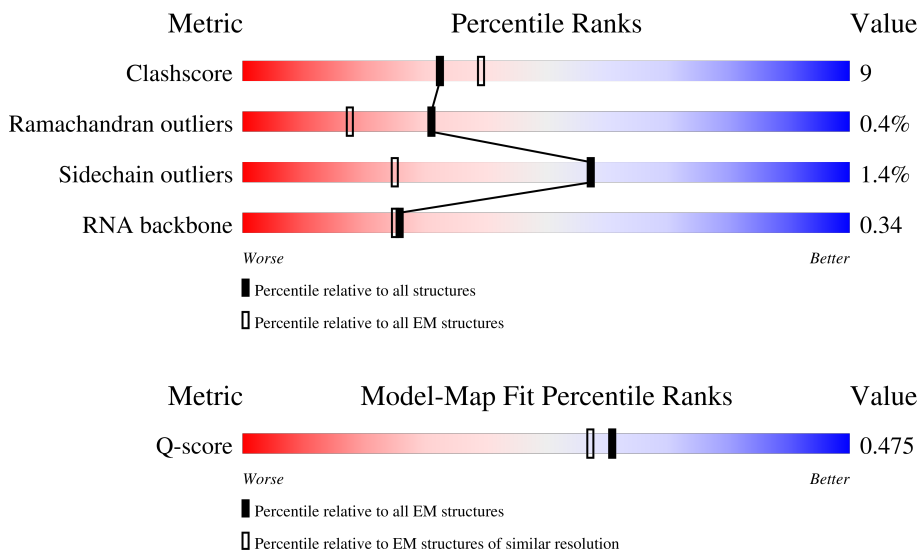 Metric Percentile Ranks Value
Clashscore 9
Ramachandran outliers 0.4%
Sidechain outliers 1.4%
RNA backbone 0.34
Worse Better
Percentile relative to all structures
Percentile relative to all EM structures
Metric Model-Map Fit Percentile Ranks Value
Q-score 0.475
Worse Better
Percentile relative to all EM structures
Percentile relative to EM structures of similar resolution